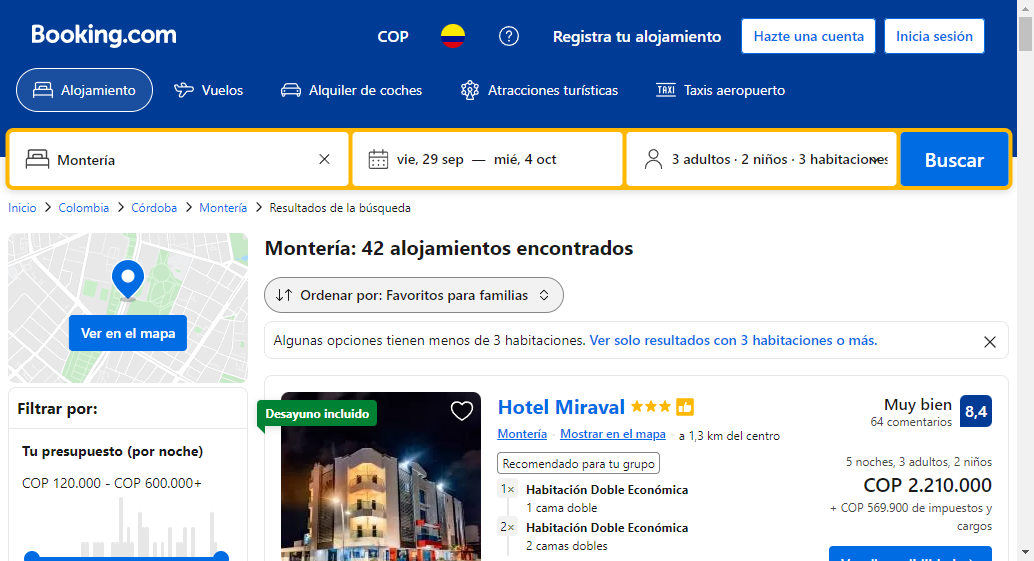 Booking.com
COP
Registra tu alojamiento
Hazte una cuenta
Inicia sesión
Alojamiento
Vuelos
Alquiler de coches
Atracciones turísticas
TAXI
Taxis aeropuerto
Montería
vie, 29 sep — mié, 4 oct
3 adultos · 2 niños · 3 habitaciones
Buscar
Inicio > Colombia > Córdoba > Montería > Resultados de la búsqueda
Ver en el mapa
Filtrar por:
Tu presupuesto (por noche)
COP 120.000 - COP 600.000+
Montería: 42 alojamientos encontrados
Ordenar por: Favoritos para familias
Algunas opciones tienen menos de 3 habitaciones. Ver solo resultados con 3 habitaciones o más.
Desayuno incluido
Hotel Miraval
Montería · Mostrar en el mapa · a 1,3 km del centro
Recomendado para tu grupo
1× Habitación Doble Económica
1 cama doble
2× Habitación Doble Económica
2 camas dobles
Muy bien
64 comentarios
8,4
5 noches, 3 adultos, 2 niños
COP 2.210.000
+ COP 569.900 de impuestos y
cargos